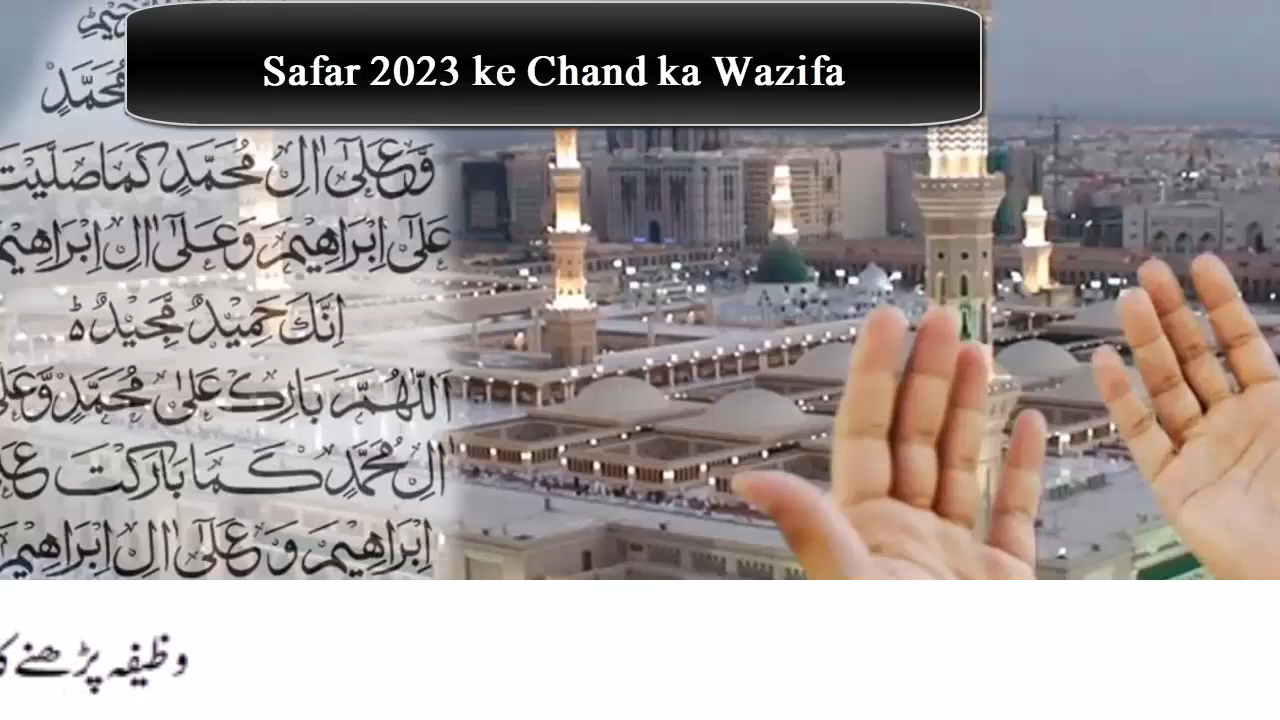 Safar 2023 ke Chand ka Wazifa
مُحَمَّدٍ
وَّعَلٰۤى اٰلِ مُحَمَّدٍ كَمَا صَلَّيْتَ
عَلٰۤى اِبْرَاهِيْمَ وَعَلٰۤى اٰلِ اِبْرَاهِيْمَ
اِنَّكَ حَمِيْدٌ مَّجِيْدٌ ؕ
اَللّٰهُمَّ بَارِكْ عَلٰى مُحَمَّدٍ وَّعَلٰۤى
اٰلِ مُحَمَّدٍ كَمَا بَارَكْتَ
اِبْرَاهِيْمَ وَ عَلٰۤى اٰلِ اِبْرَاهِيْمَ
وظیفہ پڑھنے